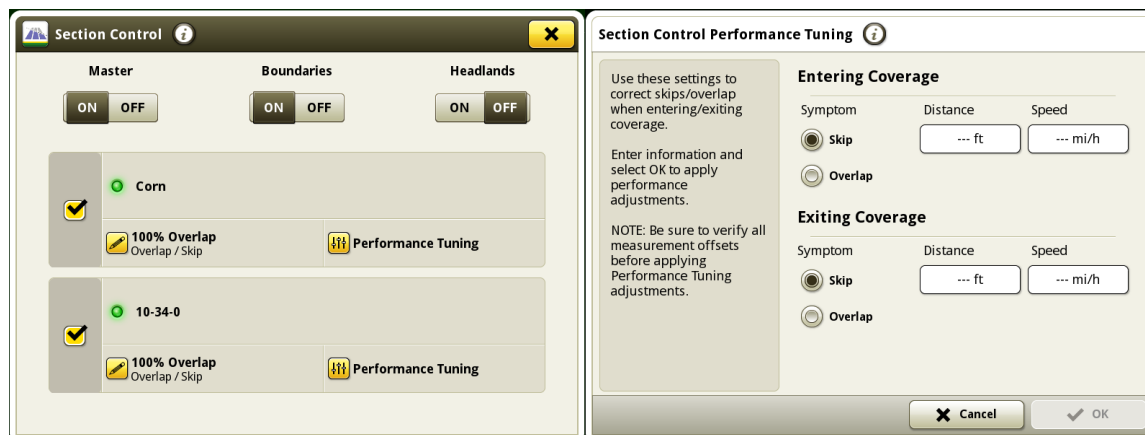 Section Control
Master
Boundaries
Headlands
ON OFF
ON OFF
ON OFF
Corn
100% Overlap
Overlap / Skip
Performance Tuning
10-34-0
100% Overlap
Overlap / Skip
Performance Tuning
Section Control Performance Tuning
Use these settings to
correct skips/overlap
when entering/exiting
coverage.
Enter information and
select OK to apply
performance
adjustments.
NOTE: Be sure to verify all
measurement offsets
before applying
Performance Tuning
adjustments.
Entering Coverage
Symptom Distance Speed
Skip --- ft --- mi/h
Overlap
Exiting Coverage
Symptom Distance Speed
Skip --- ft --- mi/h
Overlap
Cancel
OK